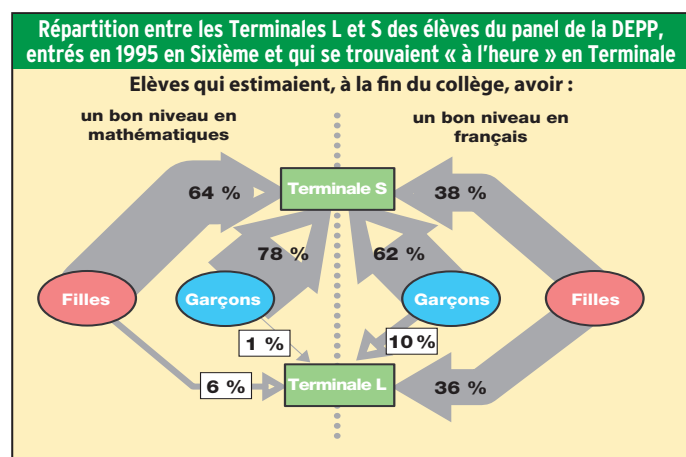 Répartition entre les Terminales L et S des élèves du panel de la DEPP,
entrés en 1995 en Sixième et qui se trouvaient « à l'heure » en Terminale
Elèves qui estimaient, à la fin du collège, avoir :
un bon niveau en
mathématiques
un bon niveau en
français
Terminale S
64 %
38 %
78 %
62 %
Filles
Garçons
Garçons
Filles
1 %
10 %
6 %
Terminale L
36 %